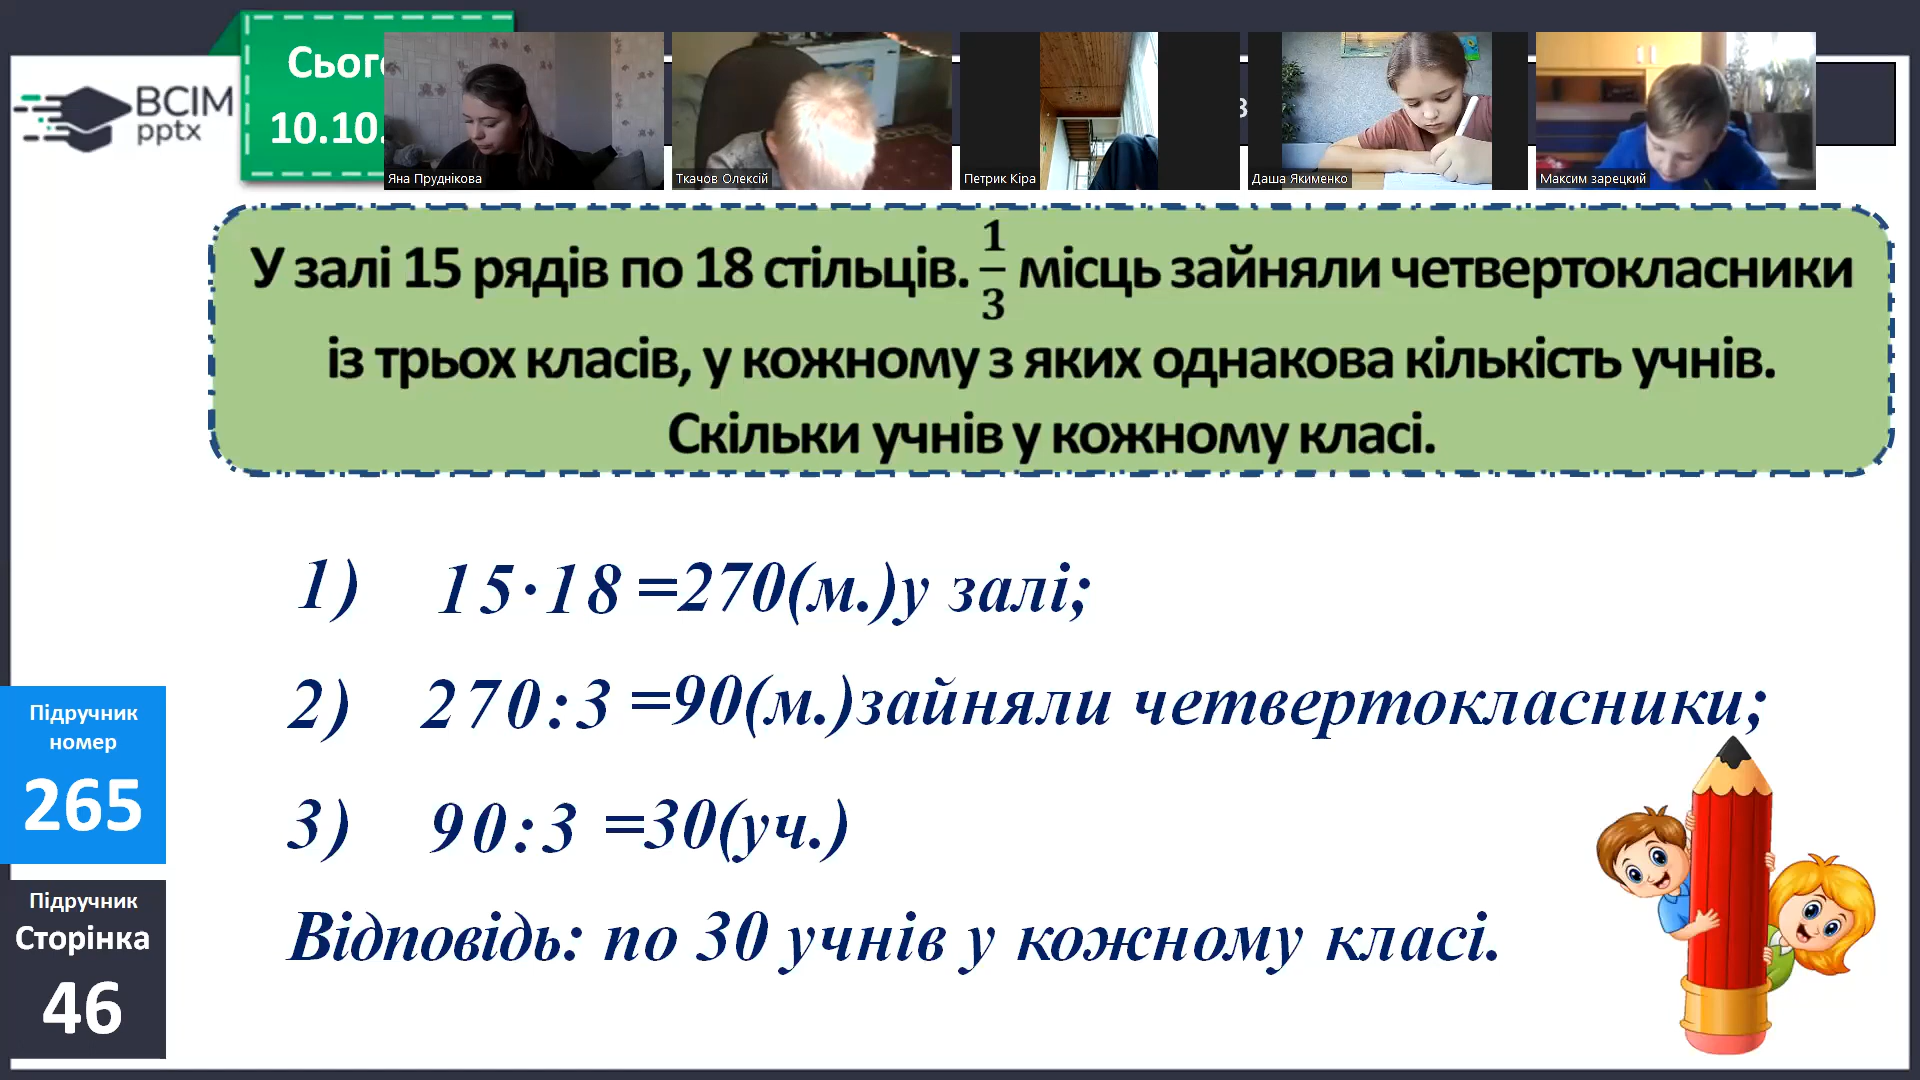 ВСІМ
pptx
Сьог
10.10.
Яна Пруднікова
Ткачов Олексій
Петрик Кіра
Даша Якименко
Максим зарецкий
У залі 15 рядів по 18 стільців. 1/3 місць зайняли четвертокласники
із трьох класів, у кожному з яких однакова кількість учнів.
Скільки учнів у кожному класі.
1) 15·18 =270(м.)у залі;
2) 270:3 =90(м.)зайняли четвертокласники;
3) 90:3 =30(уч.)
Відповідь: по 30 учнів у кожному класі.
Підручник
номер
265
Підручник
Сторінка
46